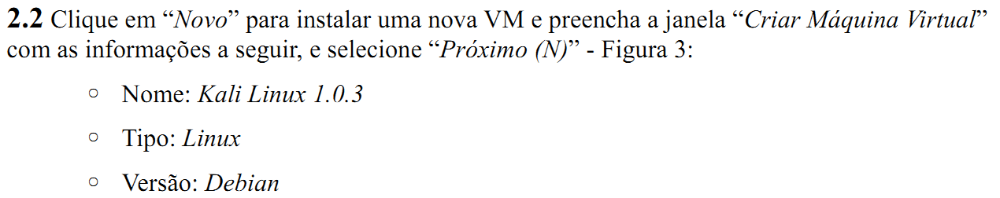 2.2 Clique em “Novo” para instalar uma nova VM e preencha a janela “Criar Máquina Virtual”
com as informações a seguir, e selecione “Próximo (N)” - Figura 3:
○ Nome: Kali Linux 1.0.3
○ Tipo: Linux
○ Versão: Debian